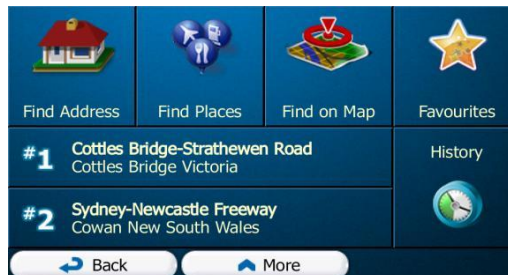 Find Address
Find Places
Find on Map
Favourites
#1 Cottles Bridge-Strathewen Road
Cottles Bridge Victoria
History
#2 Sydney-Newcastle Freeway
Cowan New South Wales
Back
More